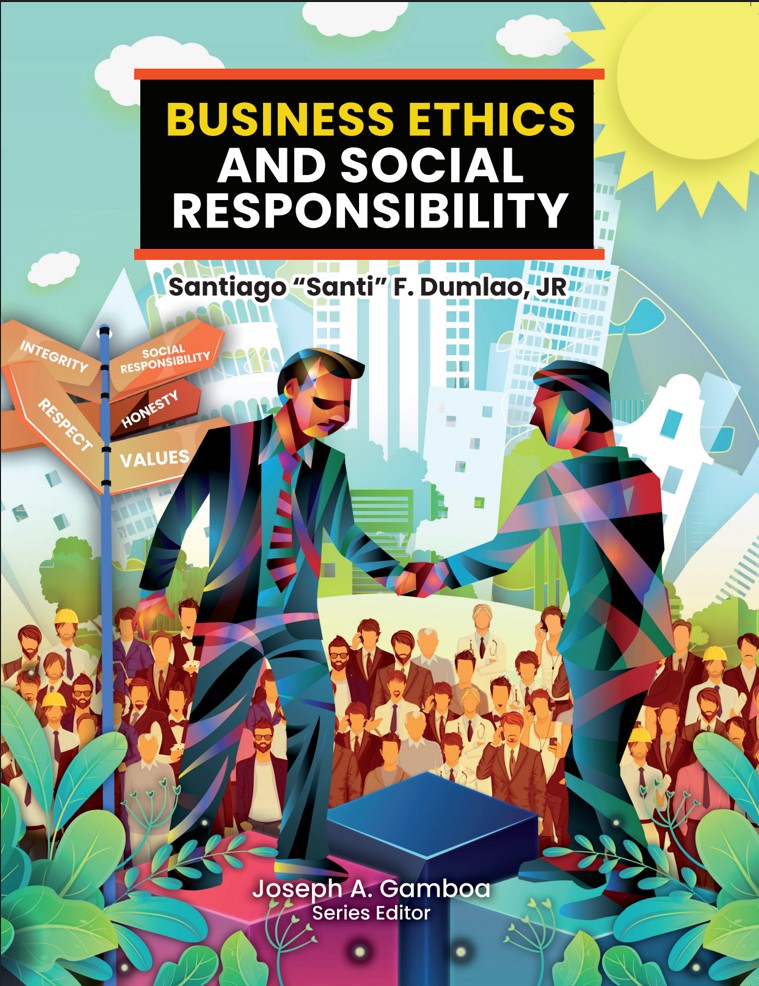 BUSINESS ETHICS
AND SOCIAL
RESPONSIBILITY
Santiago “Santi” F. Dumlao, JR
INTEGRITY
SOCIAL
RESPONSIBILITY
HONESTY
RESPECT
VALUES
Joseph A. Gamboa
Series Editor